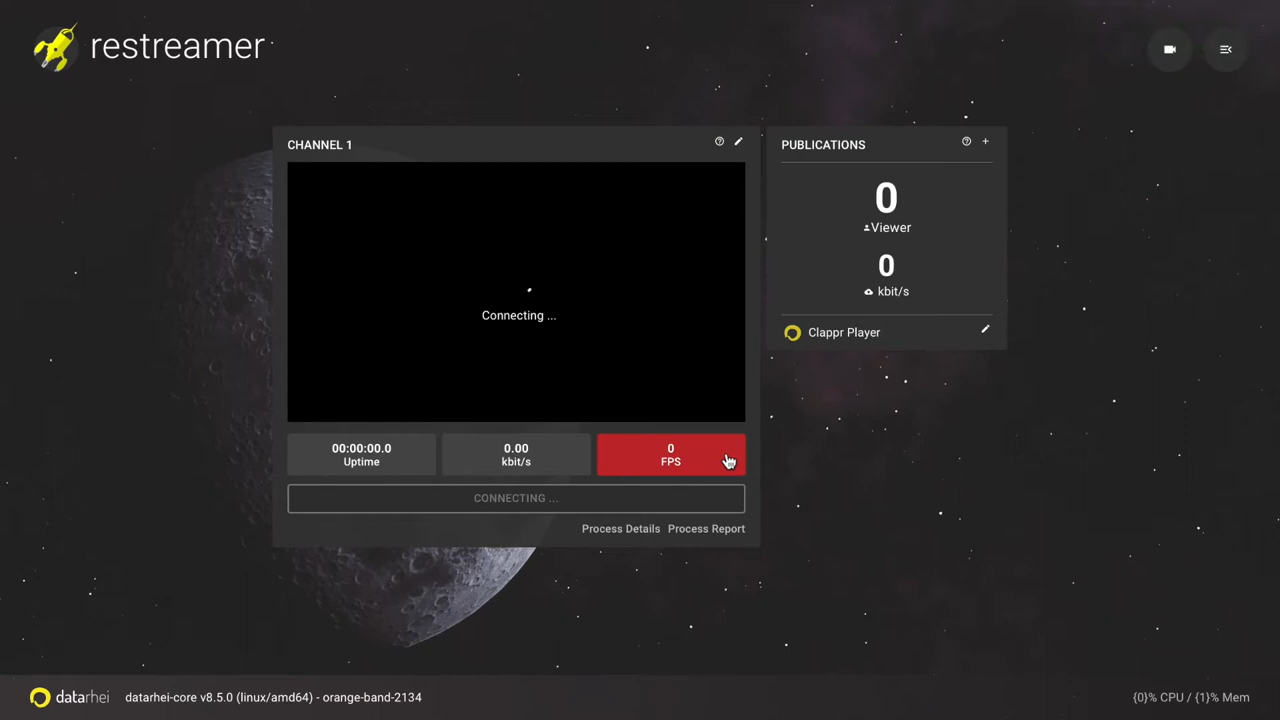 restreamer
CHANNEL 1
Connecting ...
00:00:00.0
Uptime
0.00
kbit/s
0
FPS
CONNECTING ...
Process Details Process Report
PUBLICATIONS
0
Viewer
0
kbit/s
Clappr Player
datarhei
datarhei-core v8.5.0 (linux/amd64) - orange-band-2134
{0}% CPU / {1}% Mem